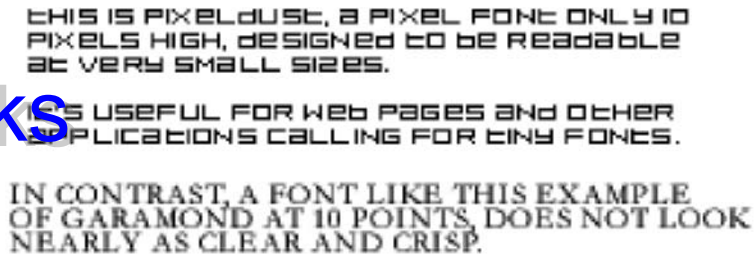 tHIS IS PIXELdUSt, a PIXEL FONt ONLY 10
PIXELS HIGH, dESIGNEd tO bE REAdAbLE
at VERY SMALL SIZES.
ks
It'S USEFUL FOR WEb PAGES aNd OtHER
aPPLICatIONS CaLLING FOR tINY FONtS.
IN CONTRAST, A FONT LIKE THIS EXAMPLE
OF GARAMOND AT 10 POINTS, DOES NOT LOOK
NEARLY AS CLEAR AND CRISP.